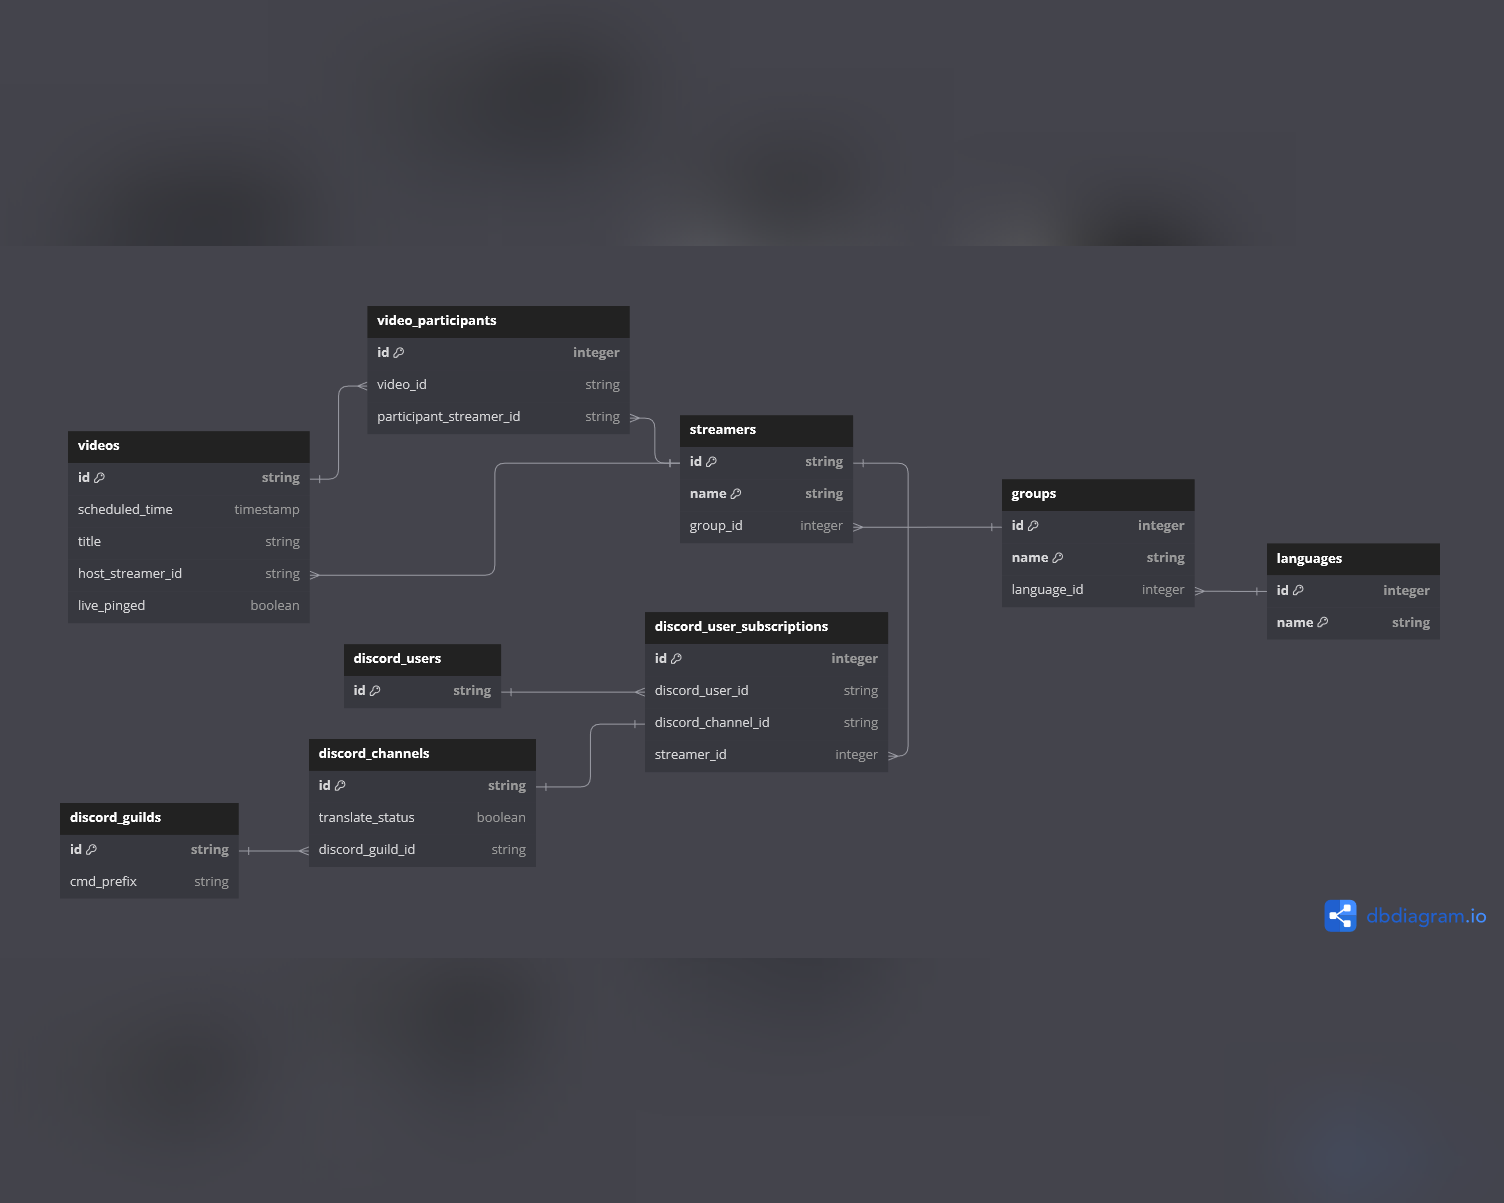 video_participants
id integer
video_id string
participant_streamer_id string
videos
id string
scheduled_time timestamp
title string
host_streamer_id string
live_pinged boolean
streamers
id string
name string
group_id integer
groups
id integer
name string
language_id integer
languages
id integer
name string
discord_user_subscriptions
id integer
discord_user_id string
discord_channel_id string
streamer_id integer
discord_users
id string
discord_channels
id string
translate_status boolean
discord_guild_id string
discord_guilds
id string
cmd_prefix string
dbdiagram.io